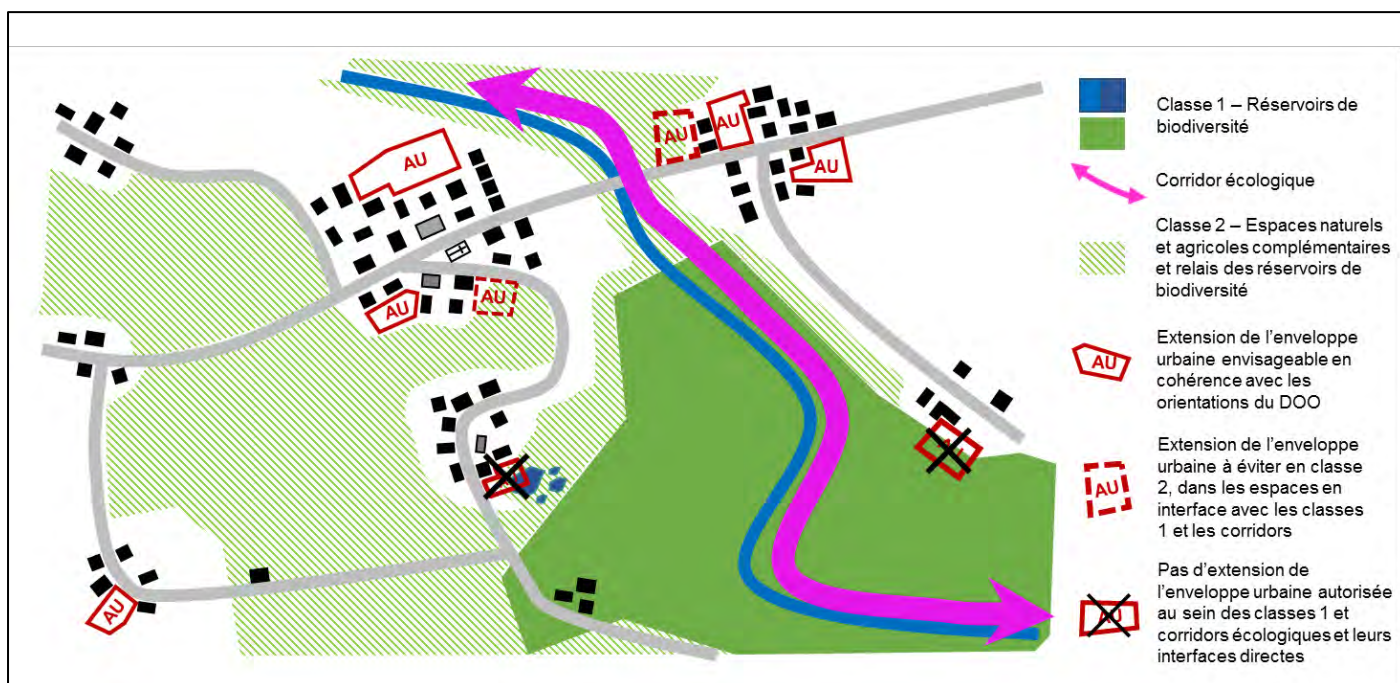 Classe 1 – Réservoirs de
biodiversité
Corridor écologique
Classe 2 – Espaces naturels
et agricoles complémentaires
et relais des réservoirs de
biodiversité
AU
Extension de l'enveloppe
urbaine envisageable en
cohérence avec les
orientations du DOO
AU
Extension de l'enveloppe
urbaine à éviter en classe
2, dans les espaces en
interface avec les classes
1 et les corridors
Pas d'extension de
l'enveloppe urbaine autorisée
au sein des classes 1 et
corridors écologiques et leurs
interfaces directes
AU
AU
AU
AU
AU
AU
AU